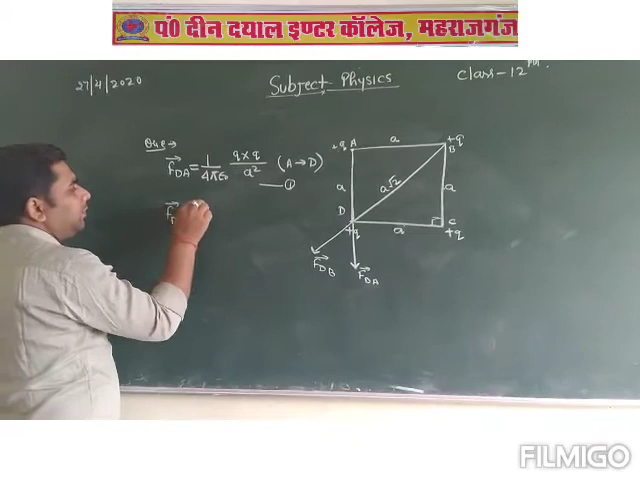 पं0 दीन दयाल इण्टर कॉलेज, महराजगंज
27/4/2020
Subject, Physics
Class-12
Que →
F⃗DA = 1/4πε₀ q×q/a² (A→D)
—— ①
F⃗
+q A a +q B
a a√2 a
D +q a C +q
F⃗DB F⃗DA
FILMIGO